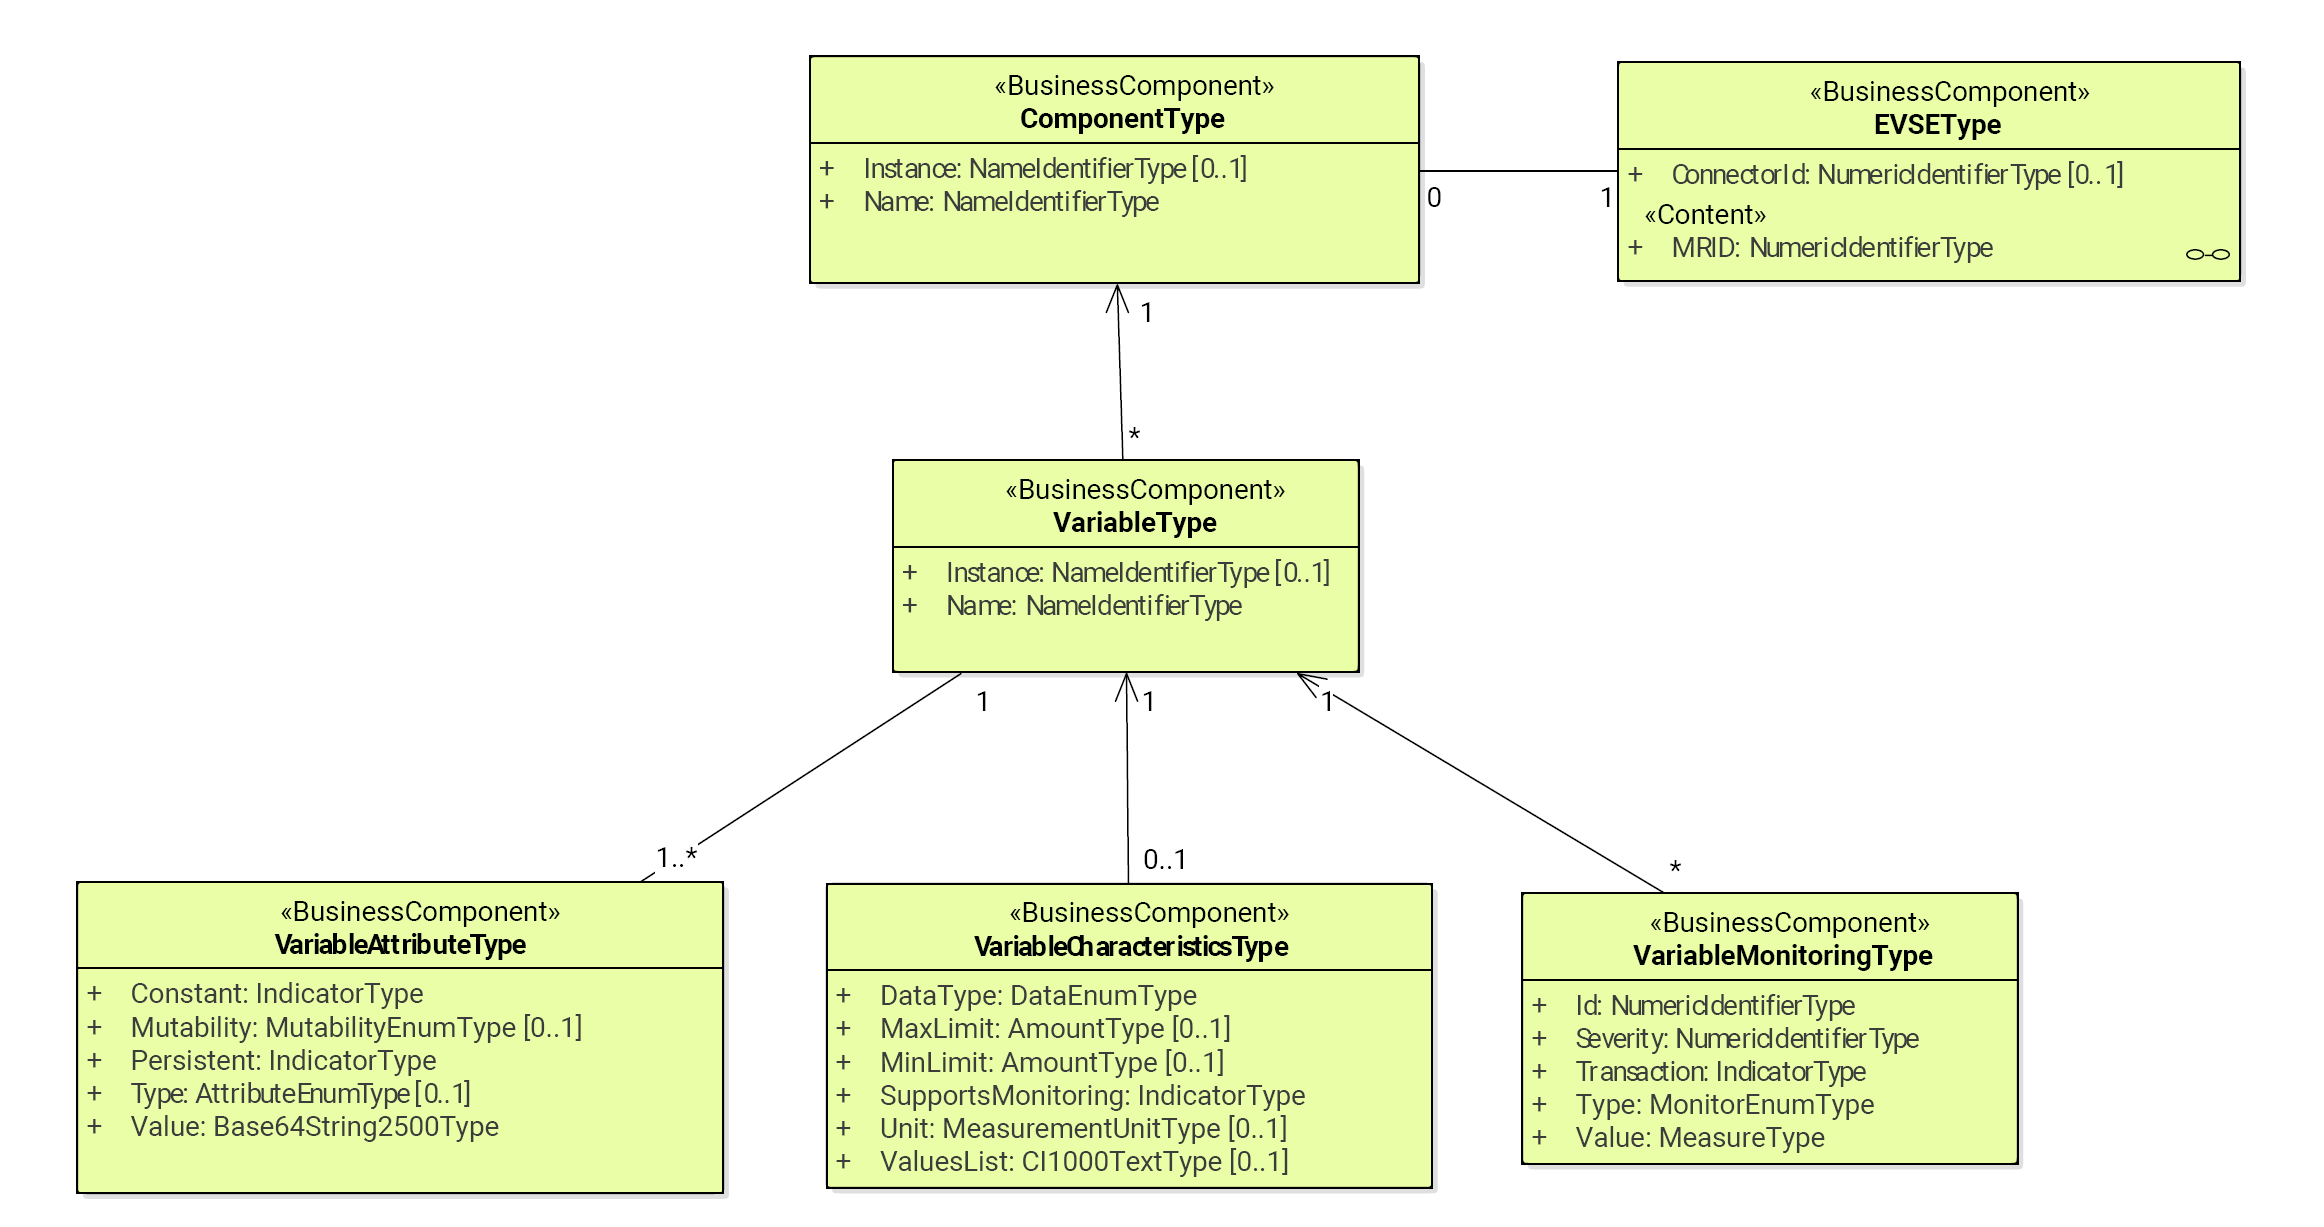 «BusinessComponent»
ComponentType
+ Instance: NameIdentifierType [0..1]
+ Name: NameIdentifierType
«BusinessComponent»
EVSEType
+ ConnectorId: NumericIdentifierType [0..1]
«Content»
+ MRID: NumericIdentifierType
0
1
1
*
«BusinessComponent»
VariableType
+ Instance: NameIdentifierType [0..1]
+ Name: NameIdentifierType
1
1
1
1..*
0..1
*
«BusinessComponent»
VariableAttributeType
+ Constant: IndicatorType
+ Mutability: MutabilityEnumType [0..1]
+ Persistent: IndicatorType
+ Type: AttributeEnumType [0..1]
+ Value: Base64String2500Type
«BusinessComponent»
VariableCharacteristicsType
+ DataType: DataEnumType
+ MaxLimit: AmountType [0..1]
+ MinLimit: AmountType [0..1]
+ SupportsMonitoring: IndicatorType
+ Unit: MeasurementUnitType [0..1]
+ ValuesList: CI1000TextType [0..1]
«BusinessComponent»
VariableMonitoringType
+ Id: NumericIdentifierType
+ Severity: NumericIdentifierType
+ Transaction: IndicatorType
+ Type: MonitorEnumType
+ Value: MeasureType